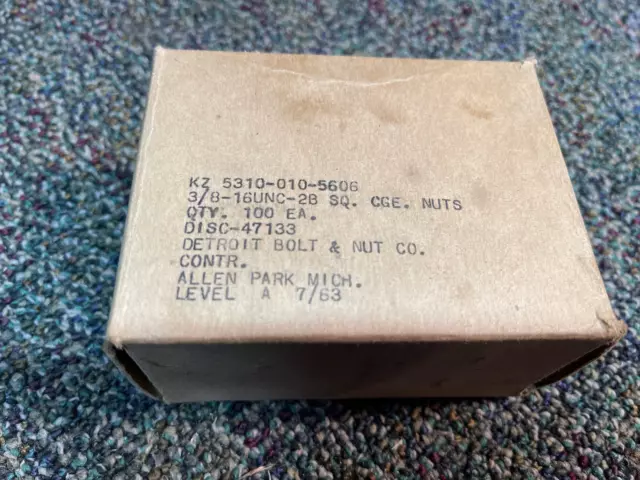 KZ 5310-010-5606
3/8-16UNC-2B SQ. CGE. NUTS
QTY. 100 EA.
DISC-47133
DETROIT BOLT & NUT CO.
CONTR.
ALLEN PARK MICH.
LEVEL A 7/63